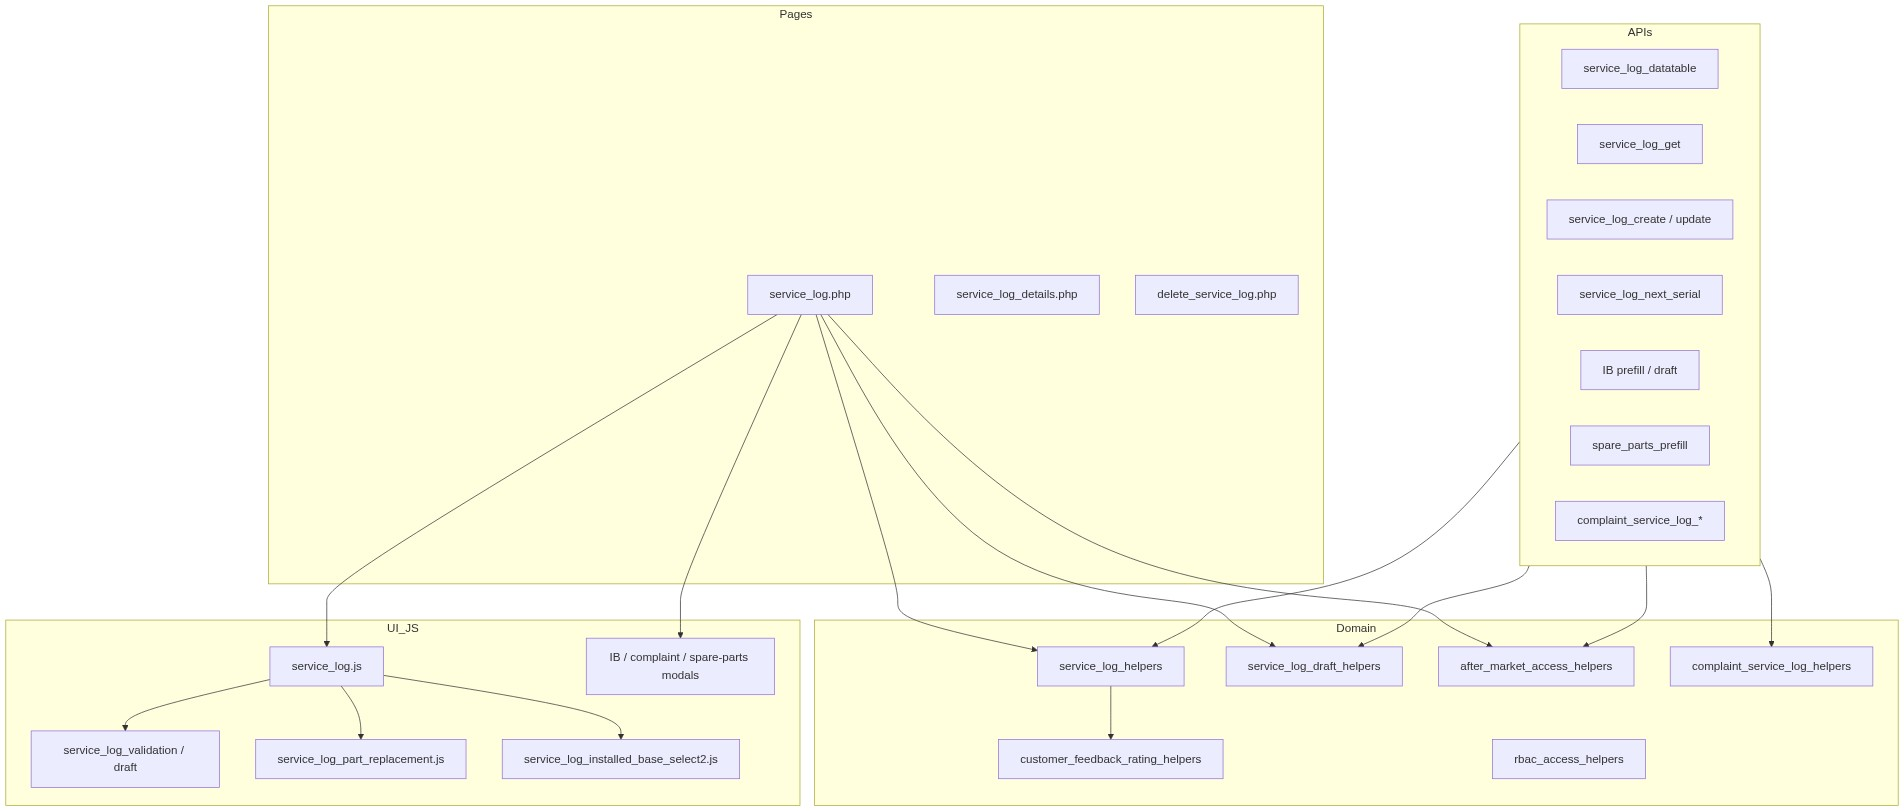 Pages
service_log.php
service_log_details.php
delete_service_log.php
APIs
service_log_datatable
service_log_get
service_log_create / update
service_log_next_serial
IB prefill / draft
spare_parts_prefill
complaint_service_log_*
UI_JS
service_log.js
IB / complaint / spare-parts
modals
service_log_validation /
draft
service_log_part_replacement.js
service_log_installed_base_select2.js
Domain
service_log_helpers
service_log_draft_helpers
after_market_access_helpers
complaint_service_log_helpers
customer_feedback_rating_helpers
rbac_access_helpers